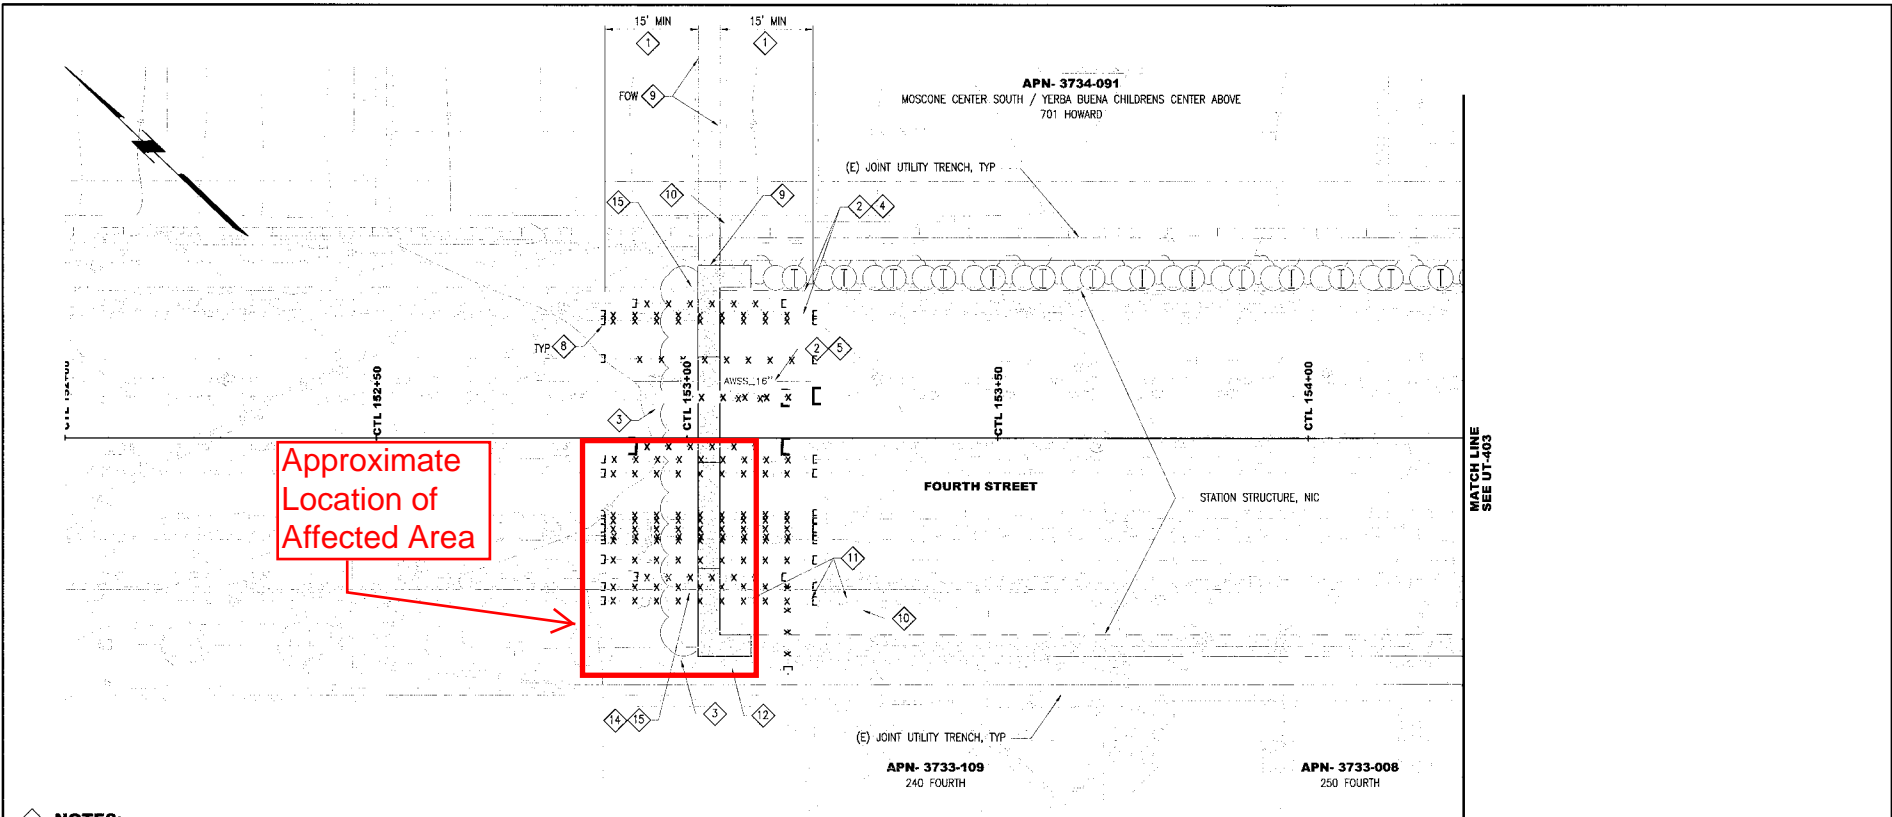 15' MIN
15' MIN
1
1
FOW 9
APN- 3734-091
MOSCONE CENTER SOUTH / YERBA BUENA CHILDRENS CENTER ABOVE
701 HOWARD
(E) JOINT UTILITY TRENCH, TYP
15
10
9
2 4
TYP 8
2 5
AWSS_16"
CTL 152+50
CTL 153+00
CTL 153+50
CTL 154+00
3
MATCH LINE
SEE UT-403
Approximate
Location of
Affected Area
FOURTH STREET
STATION STRUCTURE, NIC
11
10
14 15
3
12
(E) JOINT UTILITY TRENCH, TYP
APN- 3733-109
240 FOURTH
APN- 3733-008
250 FOURTH
NOTES: